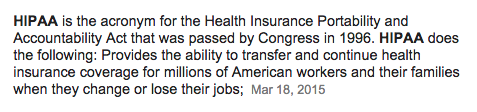 HIPAA is the acronym for the Health Insurance Portability and
Accountability Act that was passed by Congress in 1996. HIPAA does
the following: Provides the ability to transfer and continue health
insurance coverage for millions of American workers and their families
when they change or lose their jobs; Mar 18, 2015